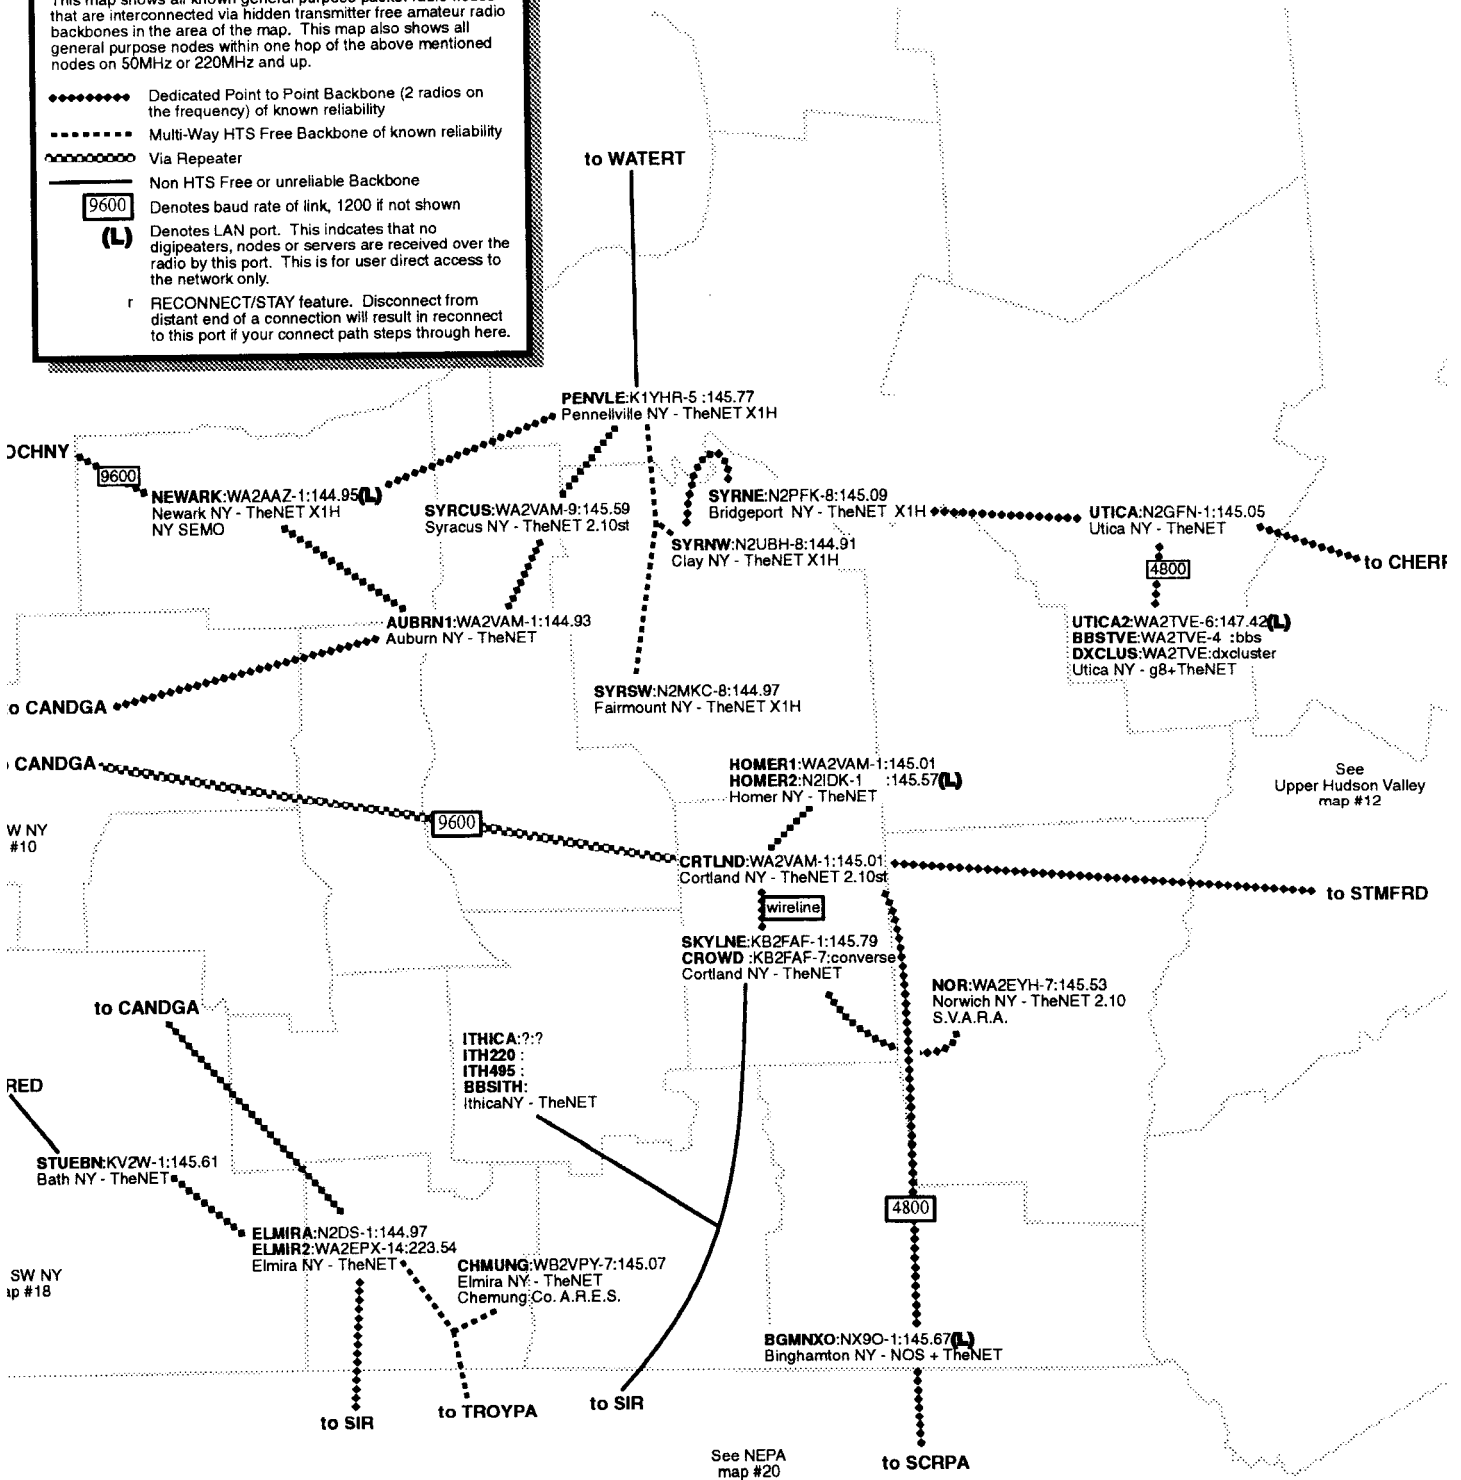 that are interconnected via hidden transmitter free amateur radio
backbones in the area of the map. This map also shows all
general purpose nodes within one hop of the above mentioned
nodes on 50MHz or 220MHz and up.
Dedicated Point to Point Backbone (2 radios on
the frequency) of known reliability
Multi-Way HTS Free Backbone of known reliability
Via Repeater
Non HTS Free or unreliable Backbone
9600 Denotes baud rate of link, 1200 if not shown
(L) Denotes LAN port. This indcates that no
digipeaters, nodes or servers are received over the
radio by this port. This is for user direct access to
the network only.
r RECONNECT/STAY feature. Disconnect from
distant end of a connection will result in reconnect
to this port if your connect path steps through here.
to WATERT
PENVLE:K1YHR-5 :145.77
Pennellville NY - TheNET X1H
OCHNY
9600
NEWARK:WA2AAZ-1:144.95(L)
Newark NY - TheNET X1H
NY SEMO
SYRCUS:WA2VAM-9:145.59
Syracus NY - TheNET 2.10st
SYRNE:N2PFK-8:145.09
Bridgeport NY - TheNET X1H
SYRNW:N2UBH-8:144.91
Clay NY - TheNET X1H
UTICA:N2GFN-1:145.05
Utica NY - TheNET
to CHERR
4800
UTICA2:WA2TVE-6:147.42(L)
BBSTVE:WA2TVE-4 :bbs
DXCLUS:WA2TVE:dxcluster
Utica NY - g8+TheNET
AUBRN1:WA2VAM-1:144.93
Auburn NY - TheNET
to CANDGA
SYRSW:N2MKC-8:144.97
Fairmount NY - TheNET X1H
CANDGA
HOMER1:WA2VAM-1:145.01
HOMER2:N2IDK-1 :145.57(L)
Homer NY - TheNET
See
Upper Hudson Valley
map #12
W NY
#10
9600
CRTLND:WA2VAM-1:145.01
Cortland NY - TheNET 2.10st
to STMFRD
wireline
SKYLNE:KB2FAF-1:145.79
CROWD :KB2FAF-7:converse
Cortland NY - TheNET
NOR:WA2EYH-7:145.53
Norwich NY - TheNET 2.10
S.V.A.R.A.
to CANDGA
ITHICA:?:?
ITH220 :
ITH495 :
BBSITH:
IthicaNY - TheNET
RED
STUEBN:KV2W-1:145.61
Bath NY - TheNET
4800
ELMIRA:N2DS-1:144.97
ELMIR2:WA2EPX-14:223.54
Elmira NY - TheNET
CHMUNG:WB2VPY-7:145.07
Elmira NY - TheNET
Chemung Co. A.R.E.S.
SW NY
ap #18
BGMNXO:NX9O-1:145.67(L)
Binghamton NY - NOS + TheNET
to SIR
to TROYPA
to SIR
See NEPA
map #20
to SCRPA